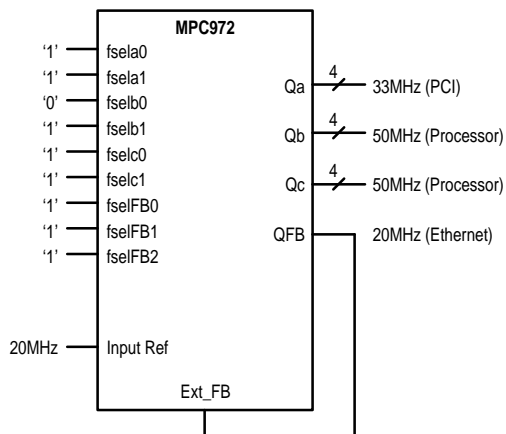 MPC972
‘1’ fsela0
‘1’ fsela1
‘0’ fselb0
‘1’ fselb1
‘1’ fselc0
‘1’ fselc1
‘1’ fselFB0
‘1’ fselFB1
‘1’ fselFB2
Qa 4 33MHz (PCI)
Qb 4 50MHz (Processor)
Qc 4 50MHz (Processor)
QFB 20MHz (Ethernet)
20MHz Input Ref
Ext_FB